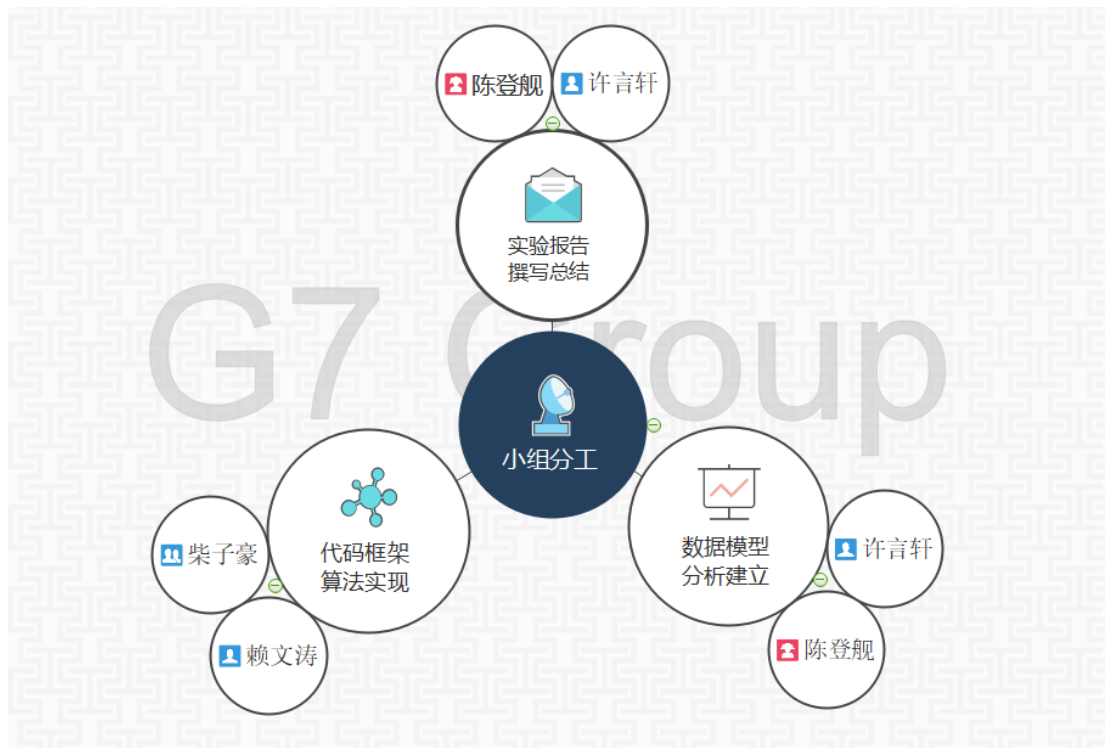 陈登舰
许言轩
实验报告
撰写总结
G7 Group
小组分工
代码框架
算法实现
柴子豪
赖文涛
数据模型
分析建立
许言轩
陈登舰